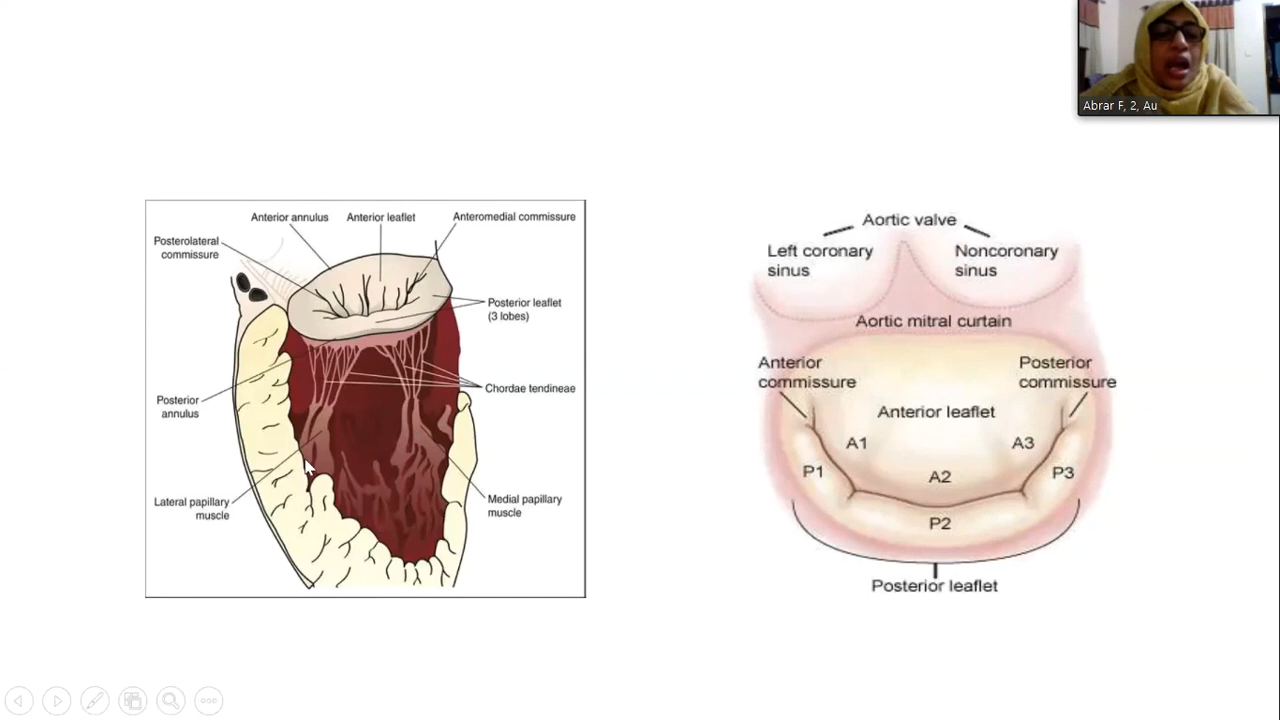 Abrar F, 2, Au
Anterior annulus
Anterior leaflet
Anteromedial commissure
Posterolateral
commissure
Posterior leaflet
(3 lobes)
Chordae tendineae
Posterior
annulus
Lateral papillary
muscle
Medial papillary
muscle
Aortic valve
Left coronary
sinus
Noncoronary
sinus
Aortic mitral curtain
Anterior
commissure
Posterior
commissure
Anterior leaflet
A1
A3
P1
A2
P3
P2
Posterior leaflet